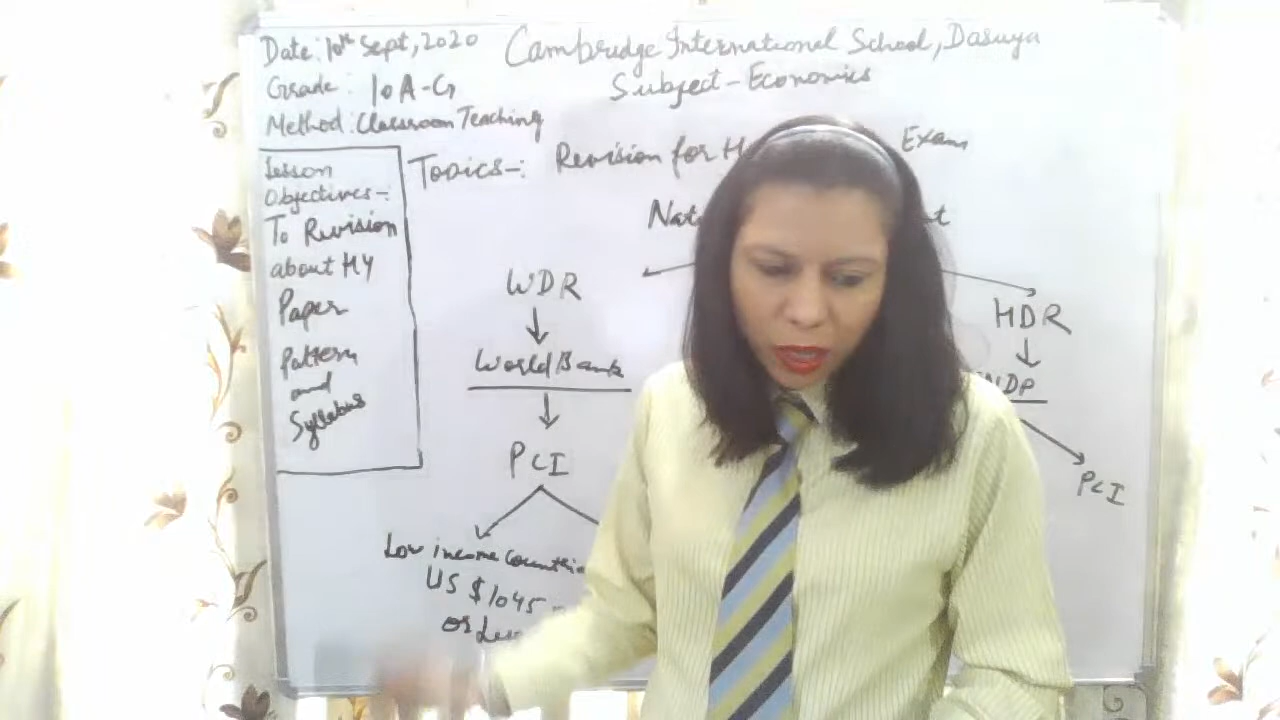 Date: 10th Sept, 2020
Cambridge International School, Dasuya
Grade: 10 A-G
Subject - Economics
Method: Classroom Teaching
Lesson
Objectives -:
To Revision
about HY
Paper
Pattern
and
Syllabus
Topics -: Revision for H Exam
WDR
World Bank
PCI
Low income
US $1045
or
HDR
NDP
PCI